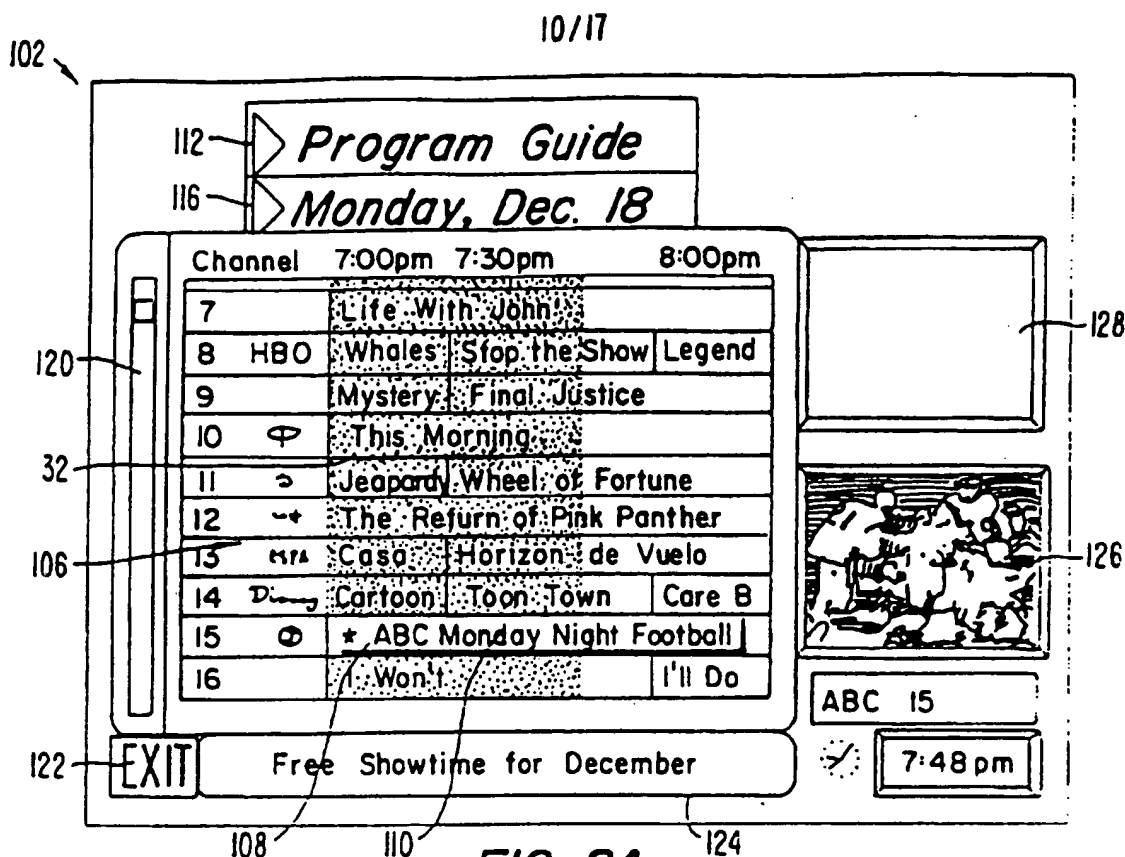 10/17
102
112 Program Guide
116 Monday, Dec. 18
Channel 7:00pm 7:30pm 8:00pm
7 Life With John
128
120 8 HBO Whales Stop the Show Legend
9 Mystery Final Justice
10 This Morning
32
11 Jeopardy Wheel of Fortune
12 The Return of Pink Panther
106 13 Casa Horizon de Vuelo
126
14 Cartoon Toon Town Care B
15 * ABC Monday Night Football
16 I Won't I'll Do
ABC 15
122 EXIT Free Showtime for December 7:48 pm
108 110 124